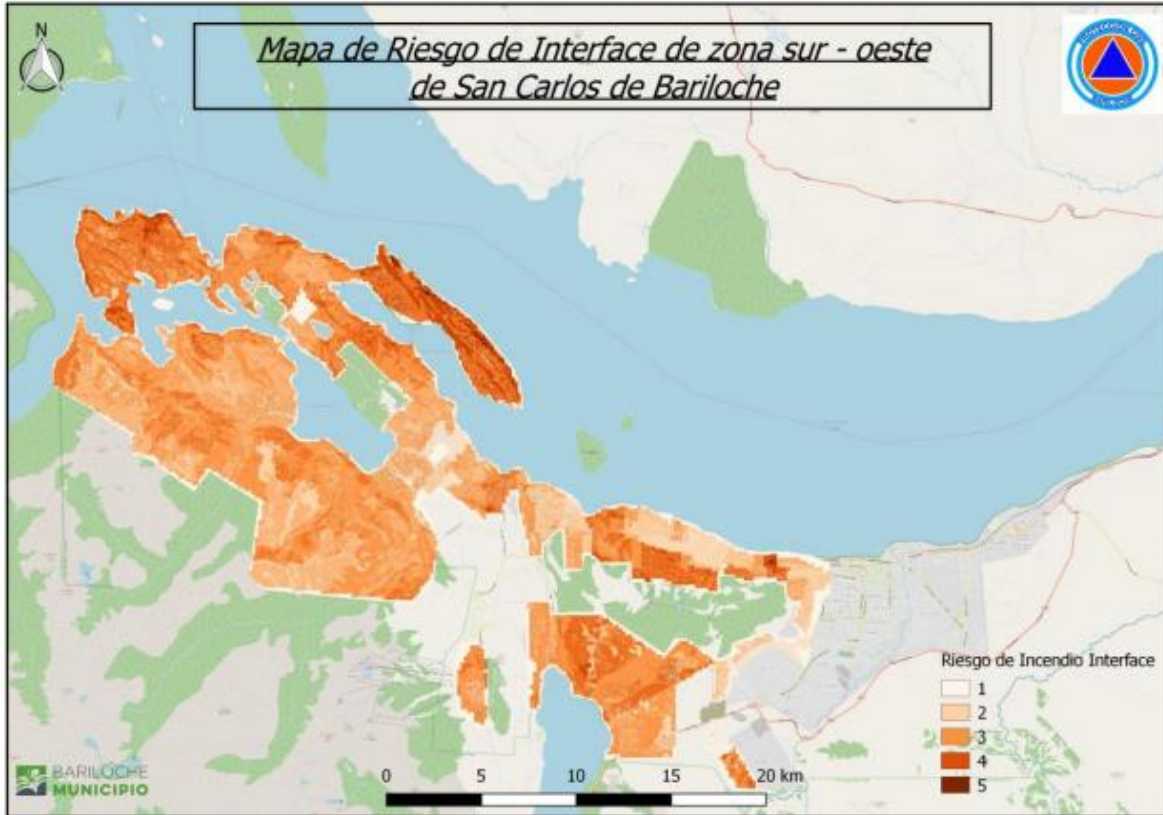 N
Mapa de Riesgo de Interface de zona sur - oeste
de San Carlos de Bariloche
Riesgo de Incendio Interface
1
2
3
4
5
BARILOCHE
MUNICIPIO
0 5 10 15 20 km